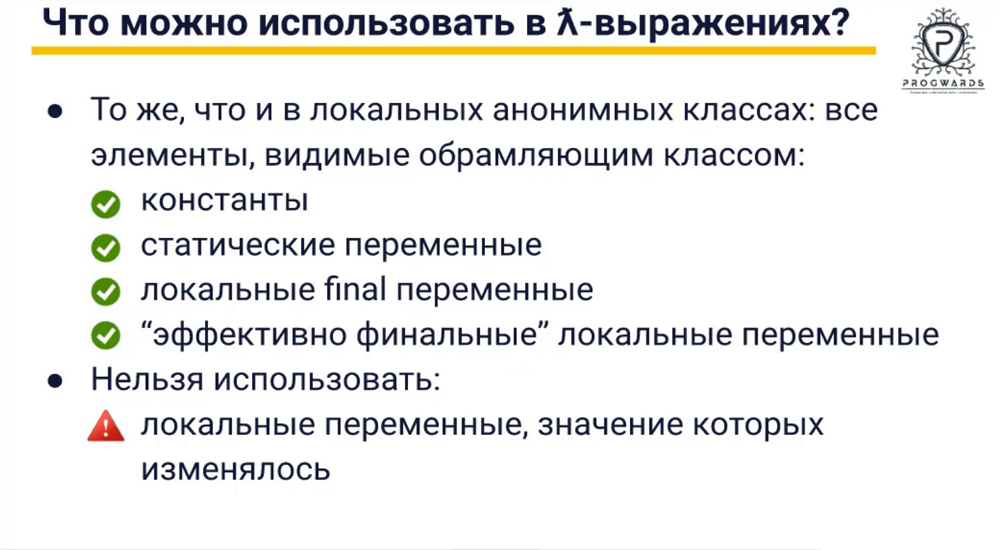 Что можно использовать в ƛ-выражениях?
PROGWARDS
● То же, что и в локальных анонимных классах: все
элементы, видимые обрамляющим классом:
константы
статические переменные
локальные final переменные
“эффективно финальные” локальные переменные
● Нельзя использовать:
локальные переменные, значение которых
изменялось